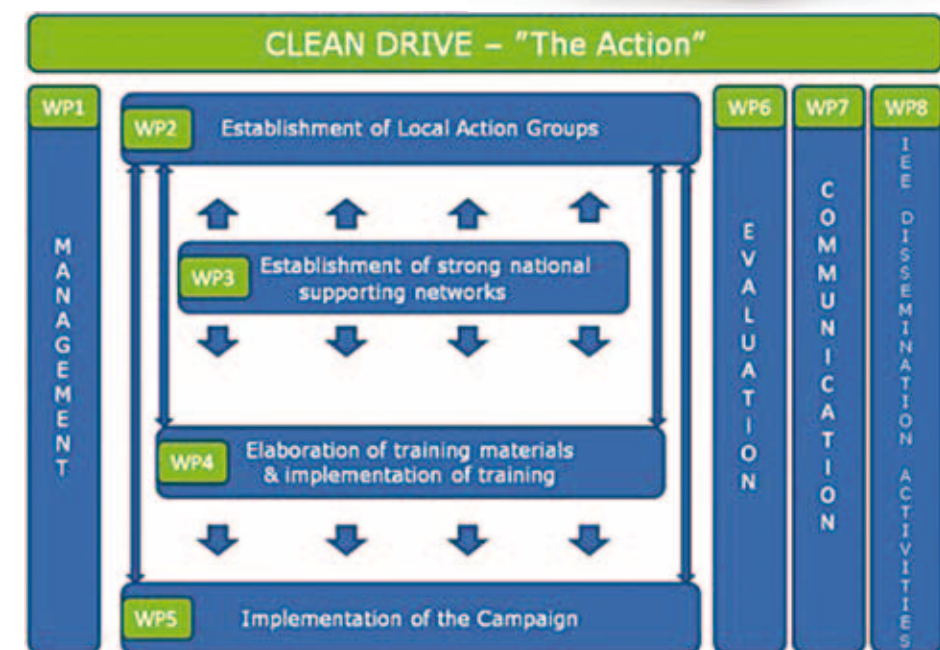 CLEAN DRIVE – "The Action"
WP1
MANAGEMENT
WP2
Establishment of Local Action Groups
WP3
Establishment of strong national
supporting networks
WP4
Elaboration of training materials
& implementation of training
WP5
Implementation of the Campaign
WP6
EVALUATION
WP7
COMMUNICATION
WP8
IEE DISSEMINATION ACTIVITIES